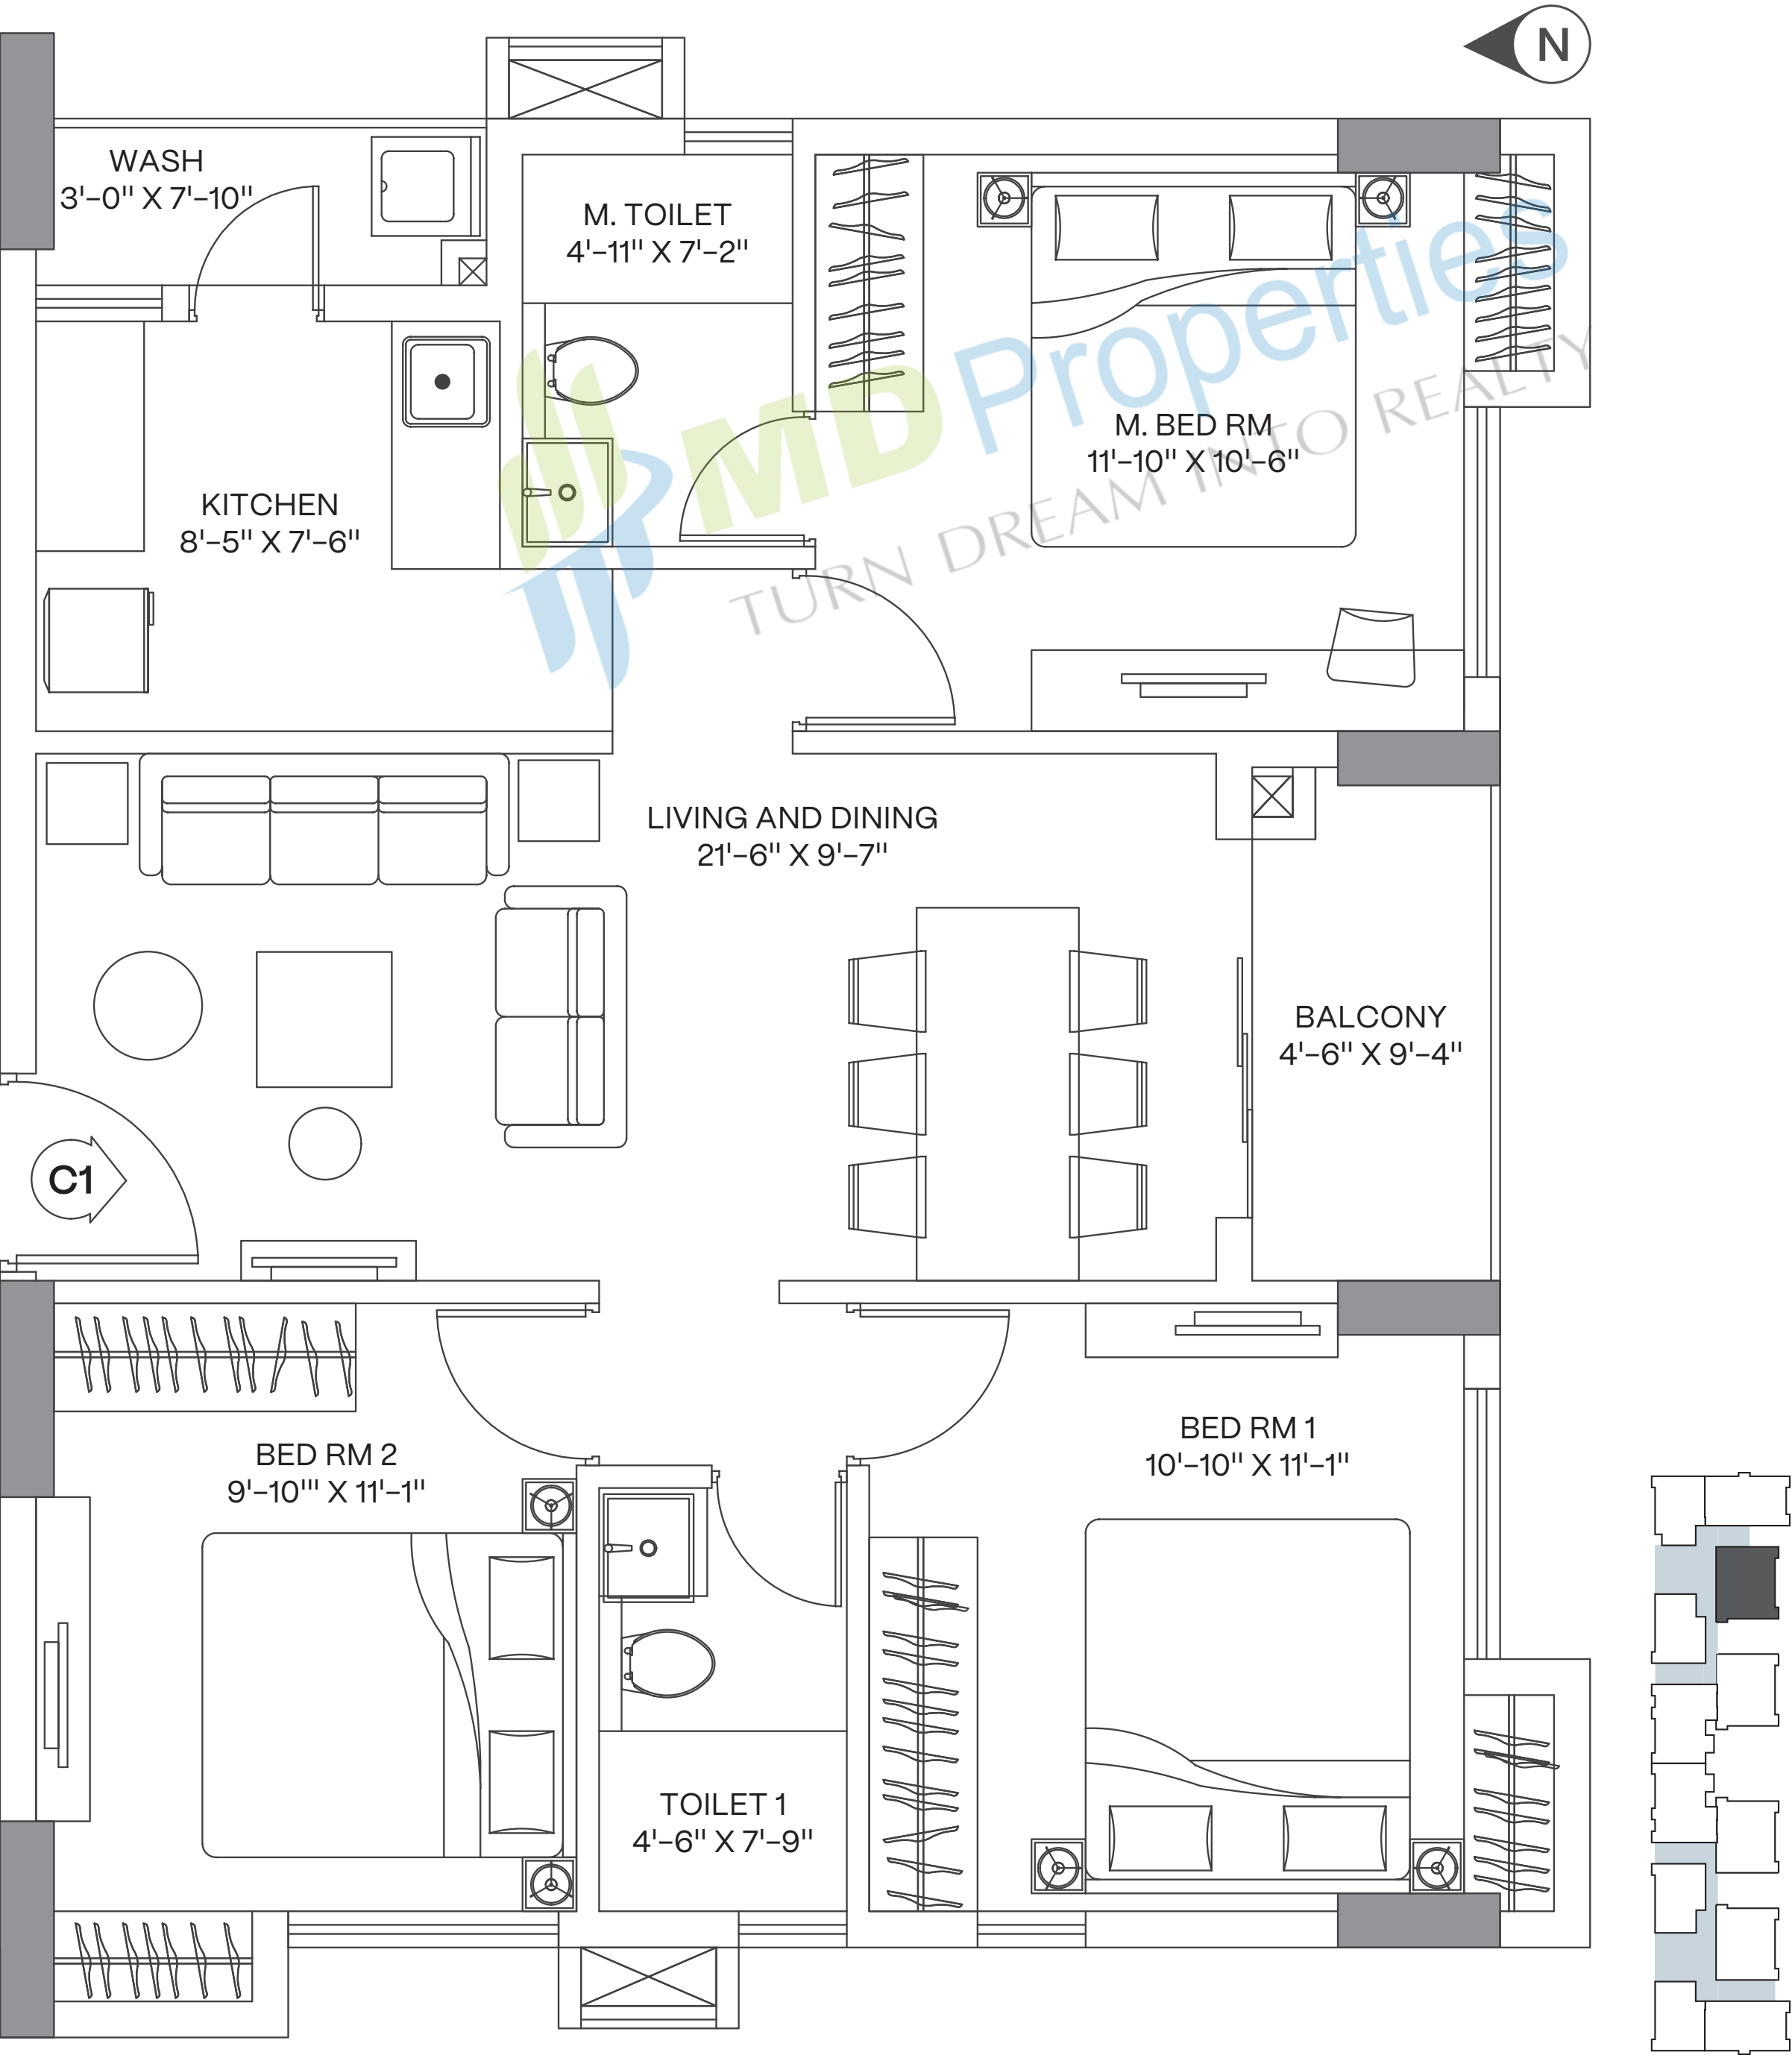 N
WASH
3'-0" X 7'-10"
M. TOILET
4'-11" X 7'-2"
MD Properties
TURN DREAM INTO REALTY
M. BED RM
11'-10" X 10'-6"
KITCHEN
8'-5" X 7'-6"
LIVING AND DINING
21'-6" X 9'-7"
BALCONY
4'-6" X 9'-4"
C1
BED RM 2
9'-10''' X 11'-1"
BED RM 1
10'-10" X 11'-1"
TOILET 1
4'-6" X 7'-9"